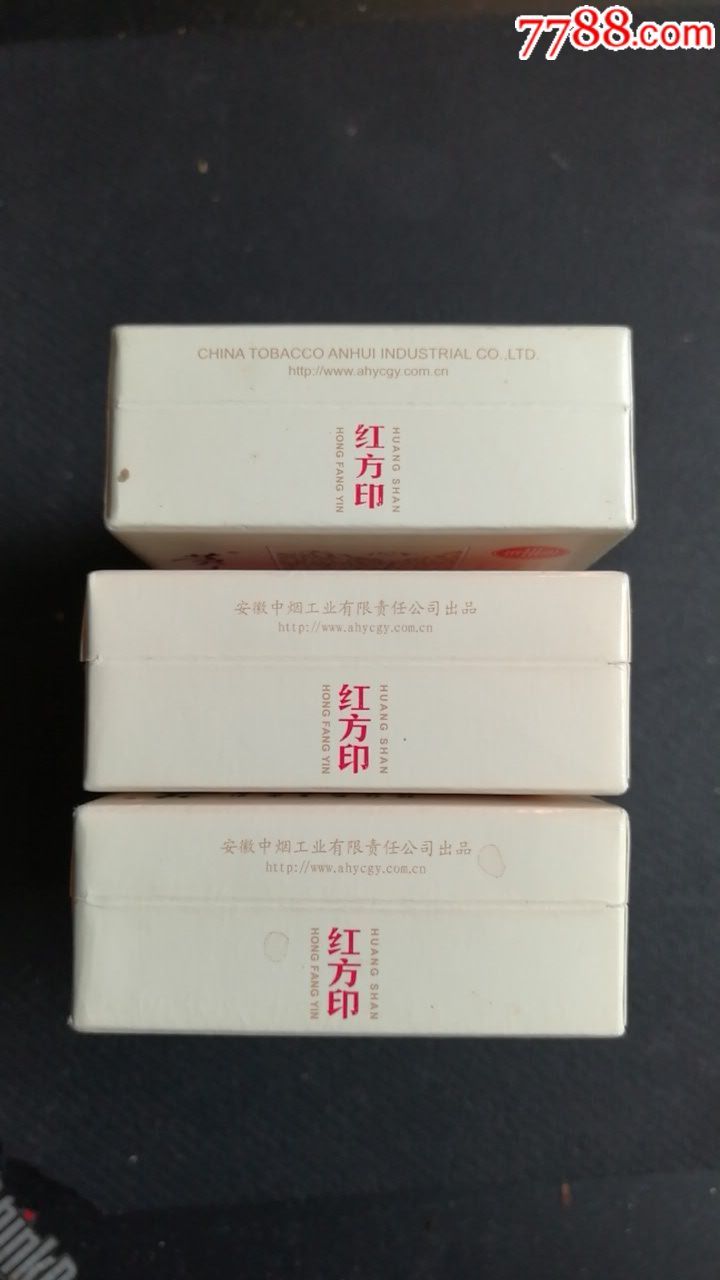 7788.com
CHINA TOBACCO ANHUI INDUSTRIAL CO.,LTD.
http://www.ahycgy.com.cn
HONG FANG YIN
红方印
HUANG SHAN
安徽中烟工业有限责任公司出品
http://www.ahycgy.com.cn
HONG FANG YIN
红方印
HUANG SHAN
安徽中烟工业有限责任公司出品
http://www.ahycgy.com.cn
HONG FANG YIN
红方印
HUANG SHAN